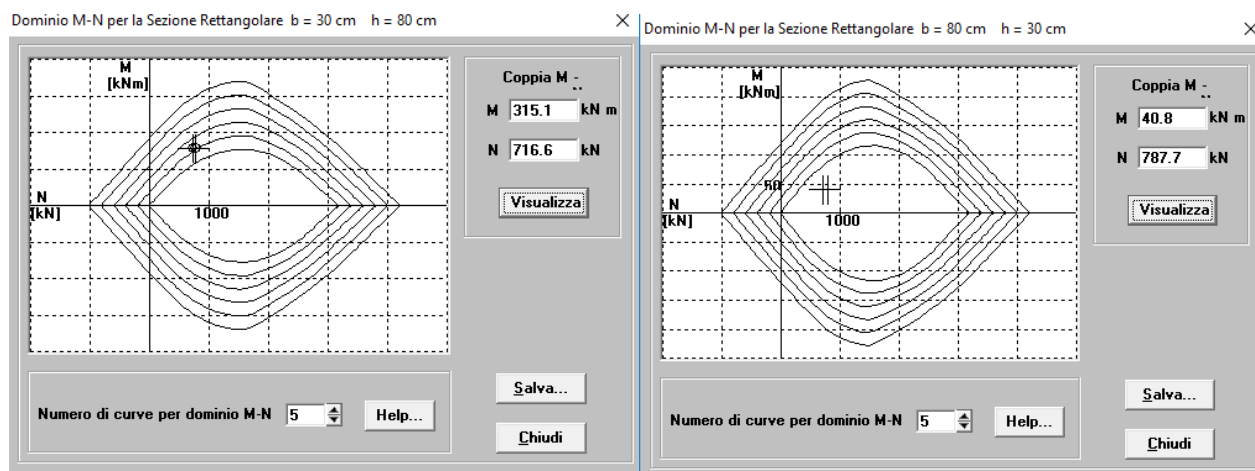 Dominio M-N per la Sezione Rettangolare b = 30 cm h = 80 cm
M
[kNm]
N
[kN]
1000
Coppia M -
M 315.1 kN m
N 716.6 kN
Visualizza
Numero di curve per dominio M-N 5
Help...
Salva...
Chiudi
Dominio M-N per la Sezione Rettangolare b = 80 cm h = 30 cm
M
[kNm]
N
[kN]
1000
Coppia M -
M 40.8 kN m
N 787.7 kN
Visualizza
Numero di curve per dominio M-N 5
Help...
Salva...
Chiudi